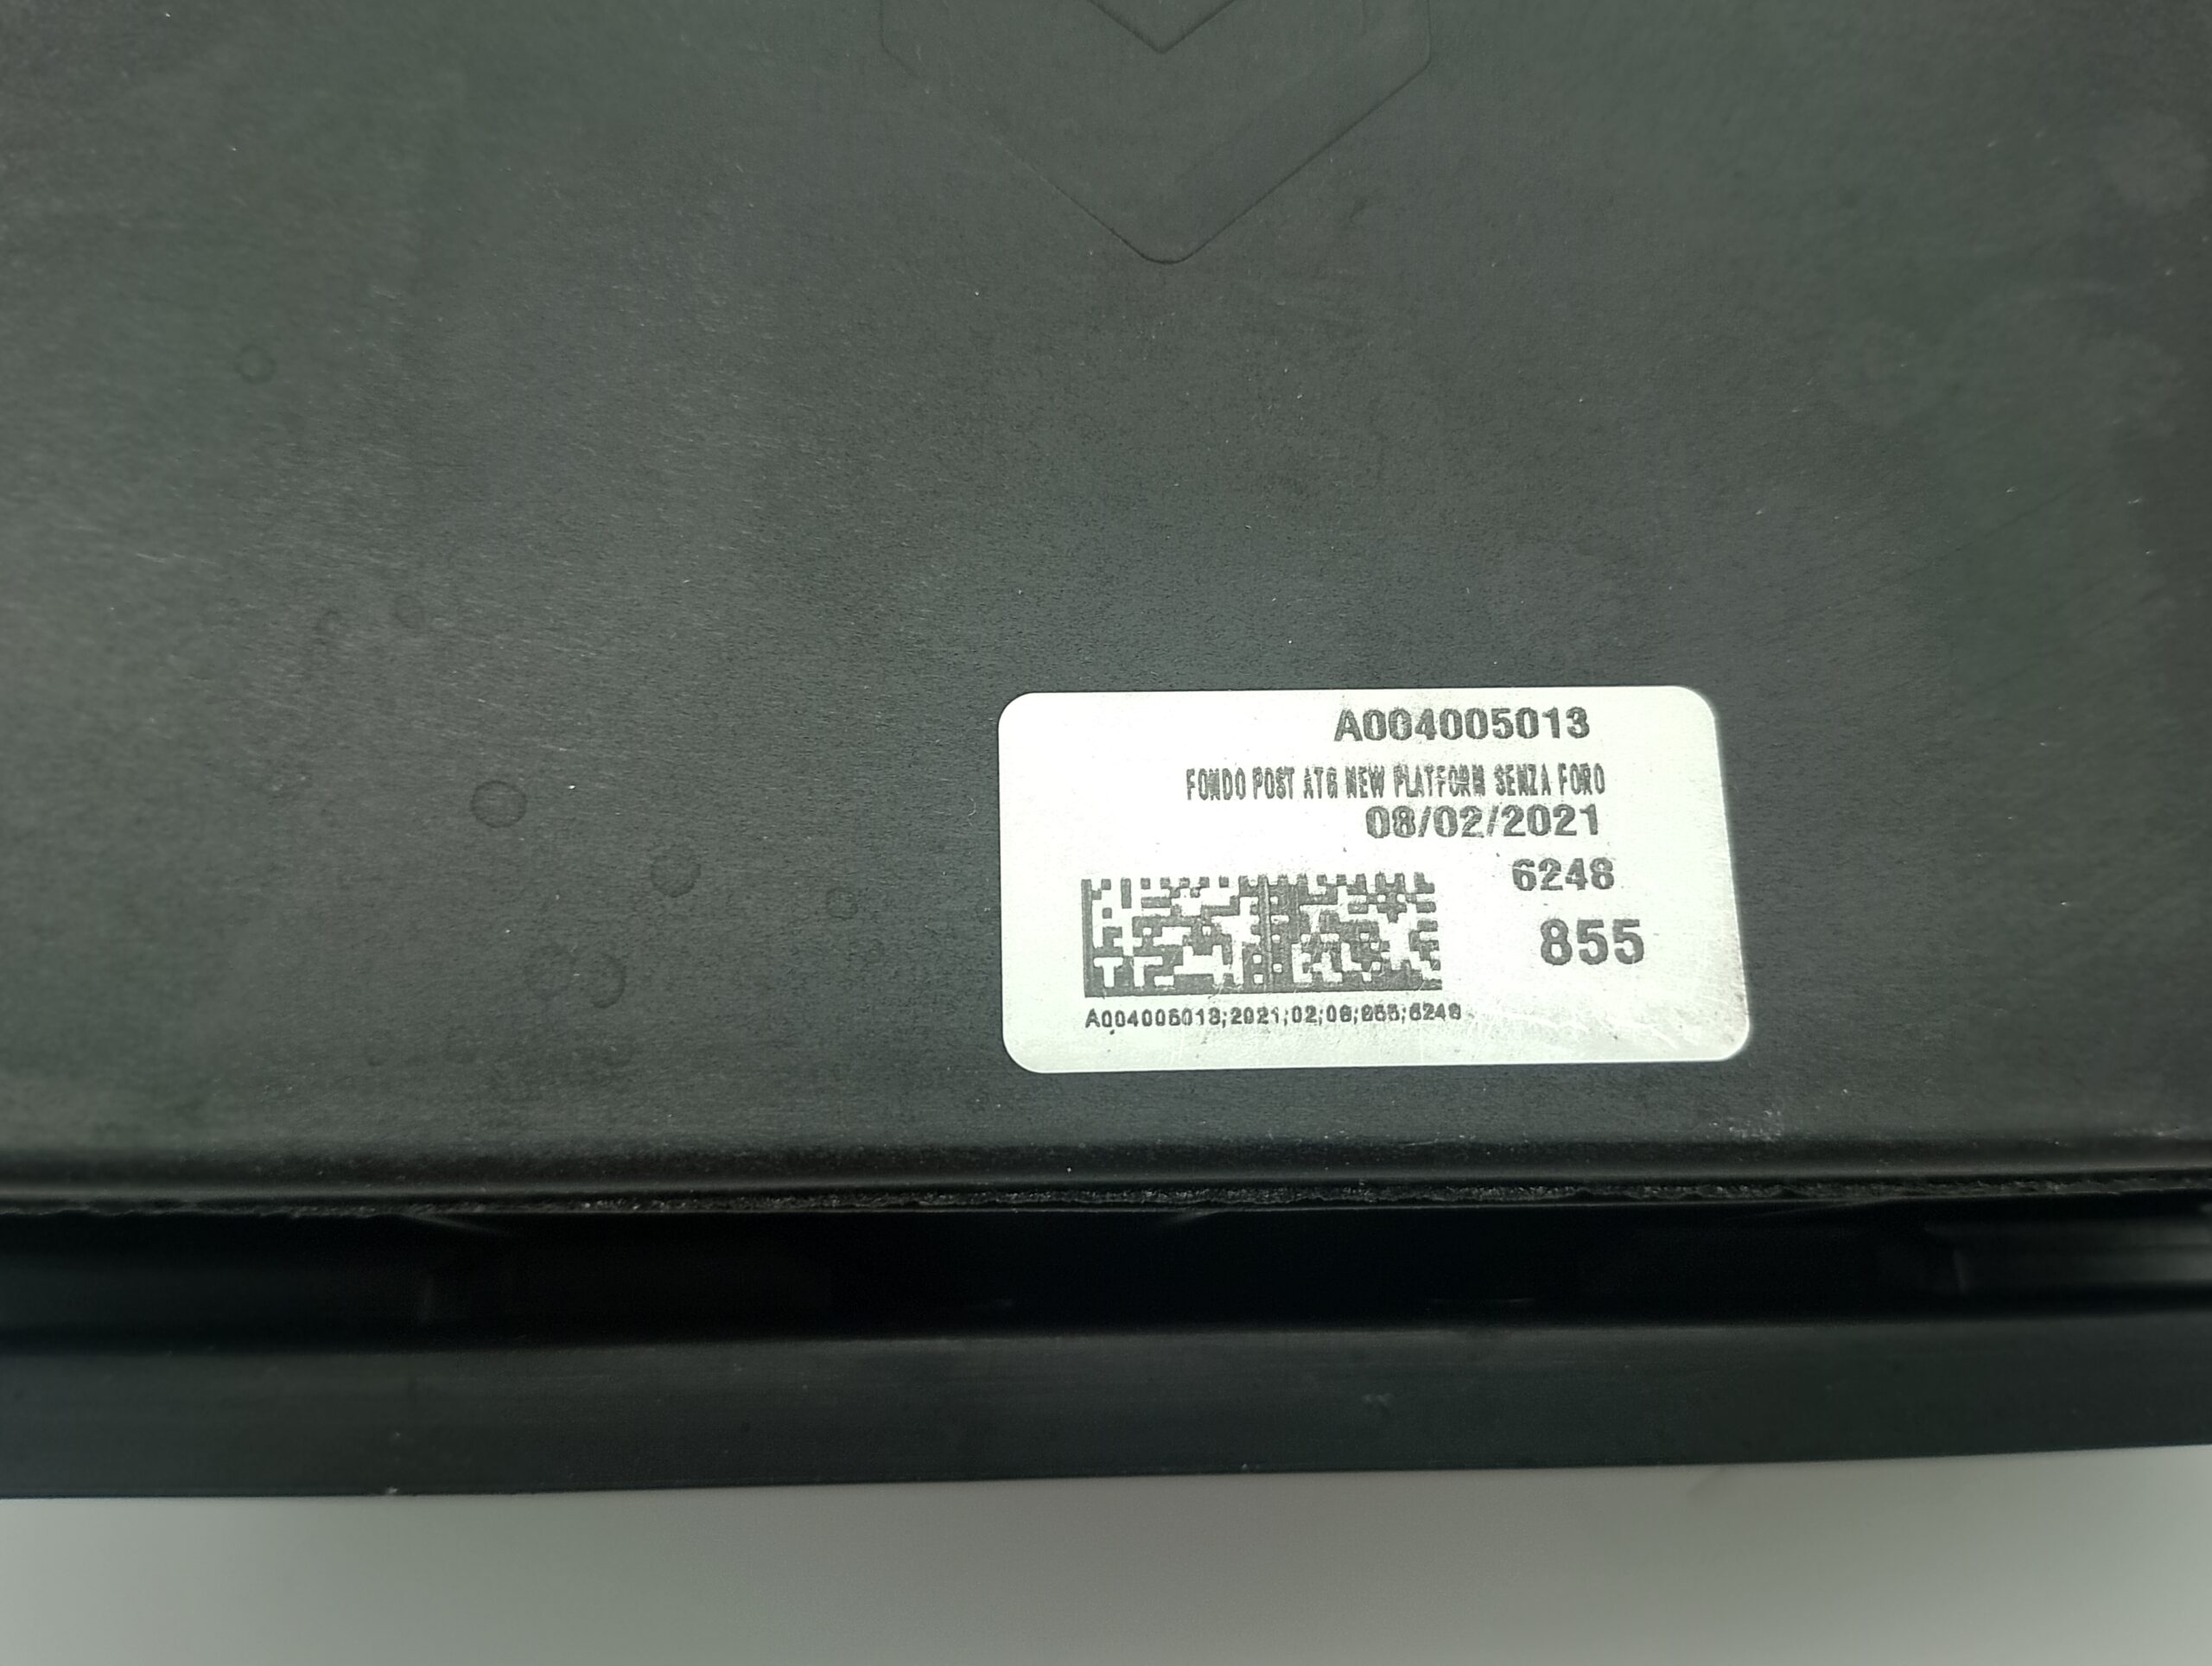 A004005013
FONDO POST ATG NEW PLATFORM SENZA FORO
08/02/2021
6248
855
A004005013;2021;02;08;855;6248